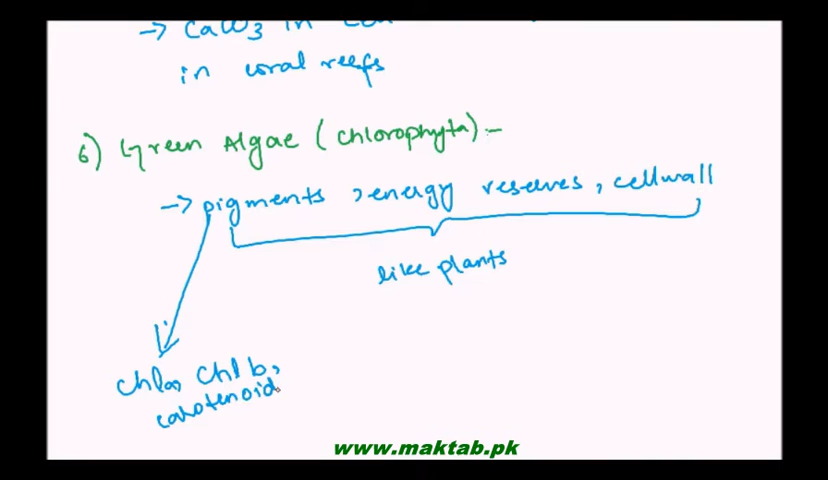 → CaCO3 in
in coral reefs
6) Green Algae (chlorophyta):-
→ pigments, energy reserves, cellwall
like plants
chla, chl b,
carotenoid
www.maktab.pk